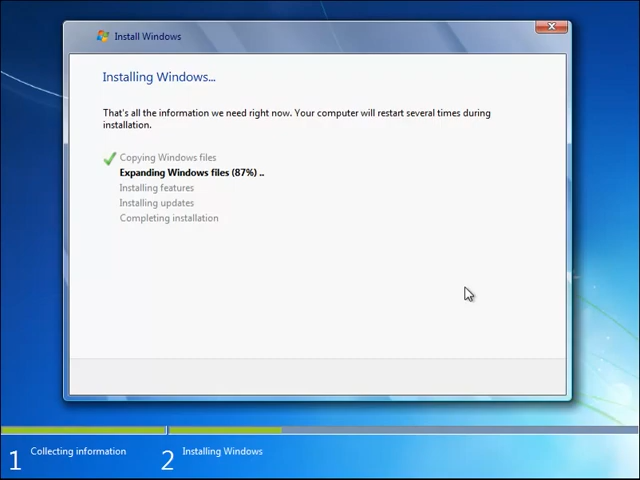 Install Windows
Installing Windows...
That's all the information we need right now. Your computer will restart several times during
installation.
Copying Windows files
Expanding Windows files (87%) ..
Installing features
Installing updates
Completing installation
1 Collecting information
2 Installing Windows